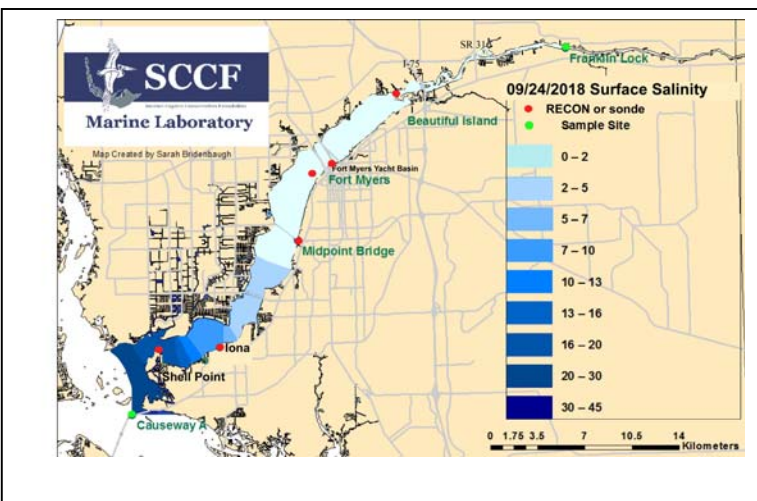 SCCF
Marine Laboratory
Map Created by Sarah Bridenbaugh
I-75
SR 31
Franklin Lock
09/24/2018 Surface Salinity
RECON or sonde
Sample Site
0 – 2
2 – 5
5 – 7
7 – 10
10 – 13
13 – 16
16 – 20
20 – 30
30 – 45
Beautiful Island
Fort Myers Yacht Basin
Fort Myers
Midpoint Bridge
Iona
Shell Point
Causeway A
0 1.75 3.5 7 10.5 14
Kilometers